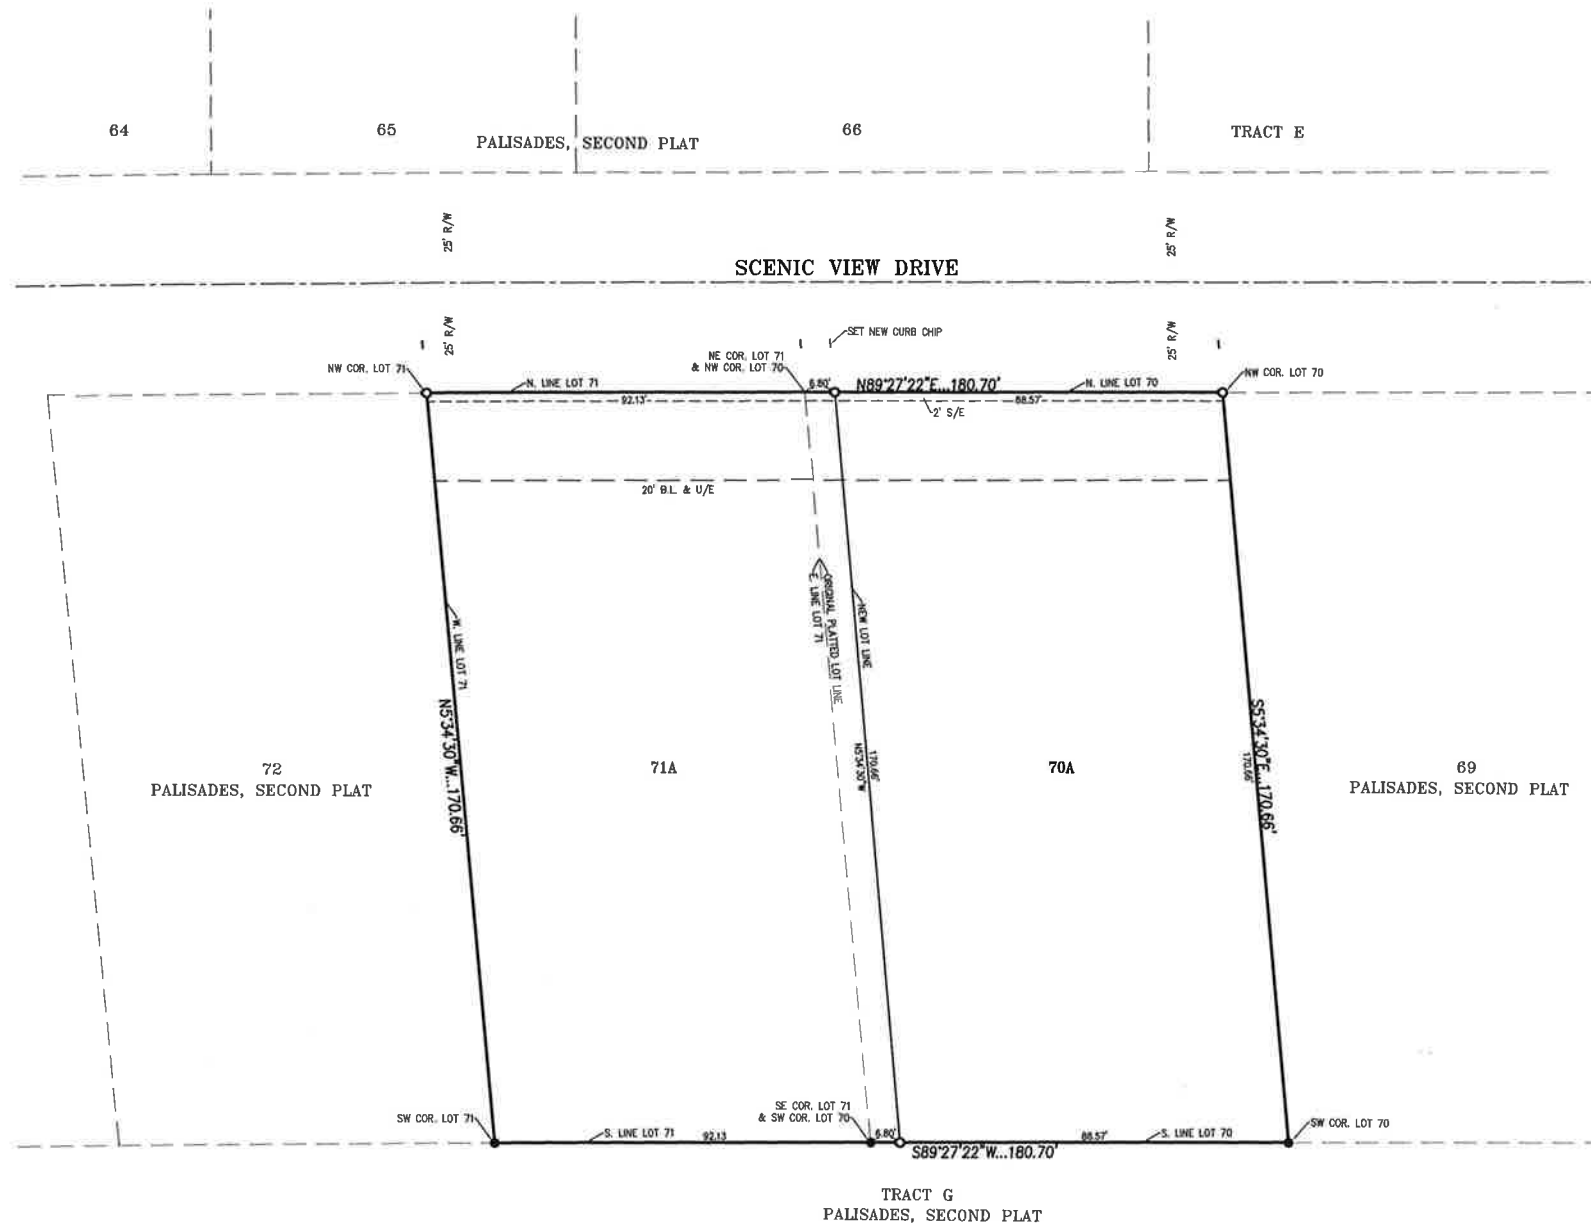 64
65
66
TRACT E
PALISADES, SECOND PLAT
25' R/W
25' R/W
SCENIC VIEW DRIVE
25' R/W
25' R/W
SET NEW CURB CHIP
NW COR. LOT 71
NE COR. LOT 71
& NW COR. LOT 70
NW COR. LOT 70
N. LINE LOT 71
6.80'
N89°27'22"E...180.70'
N. LINE LOT 70
92.13'
88.57'
2' S/E
20' B.L. & U/E
W. LINE LOT 71
N5°34'30"W...170.66'
ORIGINAL PLATTED LOT LINE
E. LINE LOT 71
NEW LOT LINE
170.66'
N5°34'30"W
S5°34'30"E...170.66'
170.66'
72
PALISADES, SECOND PLAT
71A
70A
69
PALISADES, SECOND PLAT
SW COR. LOT 71
SE COR. LOT 71
& SW COR. LOT 70
SW COR. LOT 70
S. LINE LOT 71
92.13
6.80'
88.57'
S. LINE LOT 70
S89°27'22"W...180.70'
TRACT G
PALISADES, SECOND PLAT